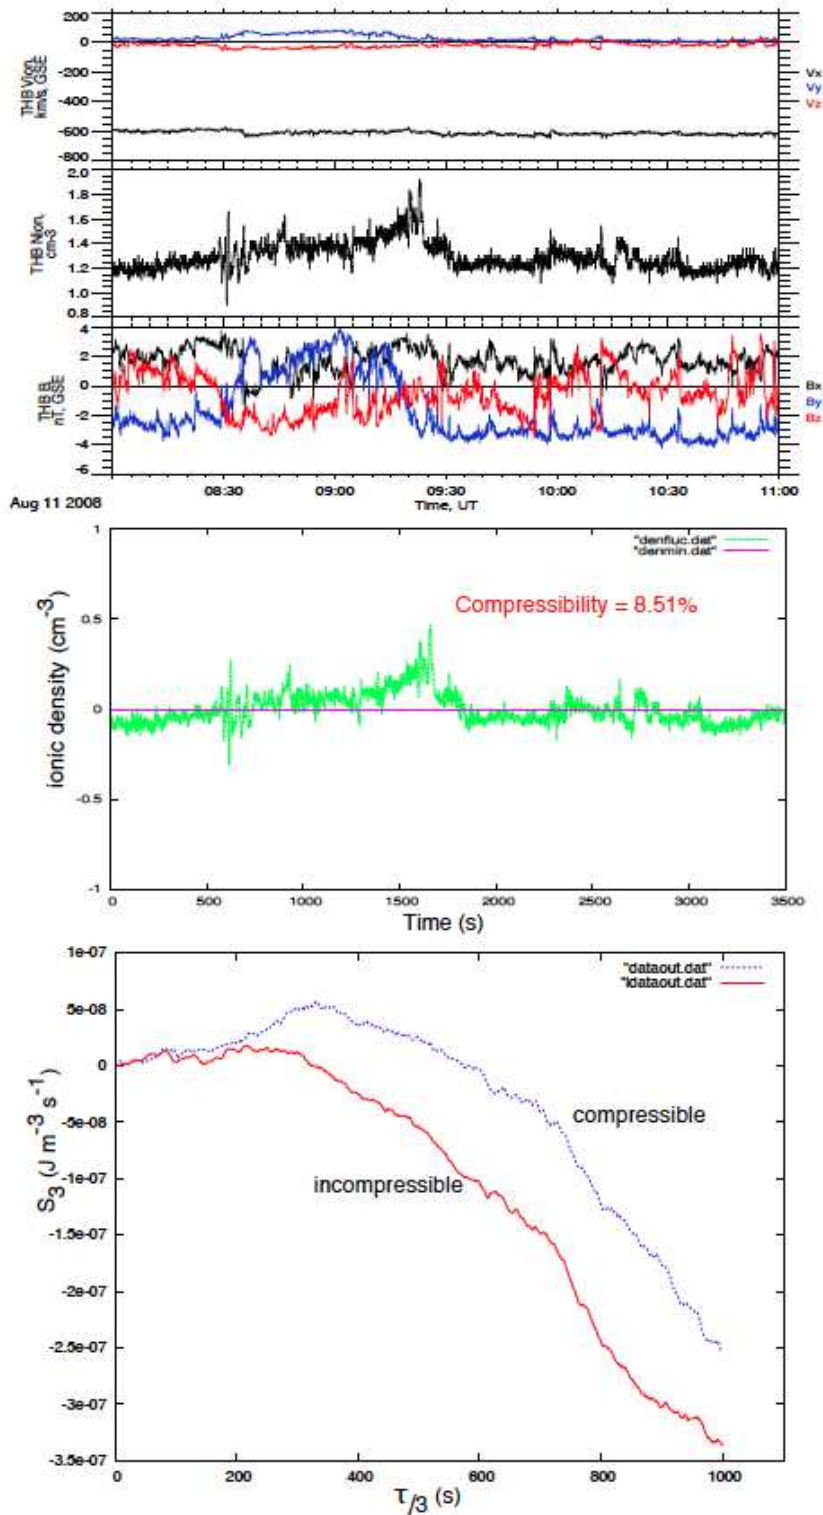 200
0
-200
-400
-600
-800
THB Vion,
km/s, GSE
Vx
Vy
Vz
2.0
1.8
1.6
1.4
1.2
1.0
0.8
THB Nion,
cm-3
4
2
0
-2
-4
-6
THB B,
nT, GSE
Bx
By
Bz
08:30 09:00 09:30 10:00 10:30 11:00
Aug 11 2008
Time, UT
1
0.5
0
-0.5
-1
ionic density (cm-3)
"denfluc.dat"
"denmin.dat"
Compressibility = 8.51%
0 500 1000 1500 2000 2500 3000 3500
Time (s)
1e-07
5e-08
0
-5e-08
-1e-07
-1.5e-07
-2e-07
-2.5e-07
-3e-07
-3.5e-07
S3 (J m-3 s-1)
"dataout.dat"
"idataout.dat"
compressible
incompressible
0 200 400 600 800 1000
τ/3 (s)